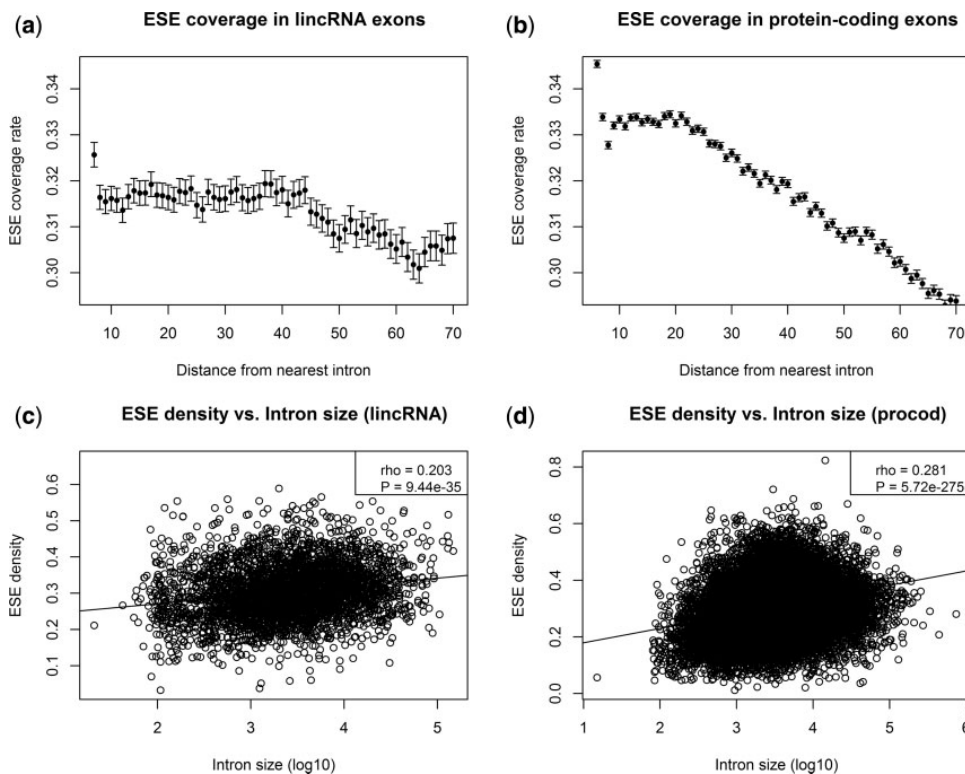 (a) ESE coverage in lincRNA exons
ESE coverage rate
0.34
0.33
0.32
0.31
0.30
10 20 30 40 50 60 70
Distance from nearest intron
(b) ESE coverage in protein-coding exons
ESE coverage rate
0.34
0.33
0.32
0.31
0.30
10 20 30 40 50 60 70
Distance from nearest intron
(c) ESE density vs. Intron size (lincRNA)
rho = 0.203
P = 9.44e-35
ESE density
0.6
0.5
0.4
0.3
0.2
0.1
2 3 4 5
Intron size (log10)
(d) ESE density vs. Intron size (procod)
rho = 0.281
P = 5.72e-275
ESE density
0.8
0.6
0.4
0.2
0.0
1 2 3 4 5 6
Intron size (log10)